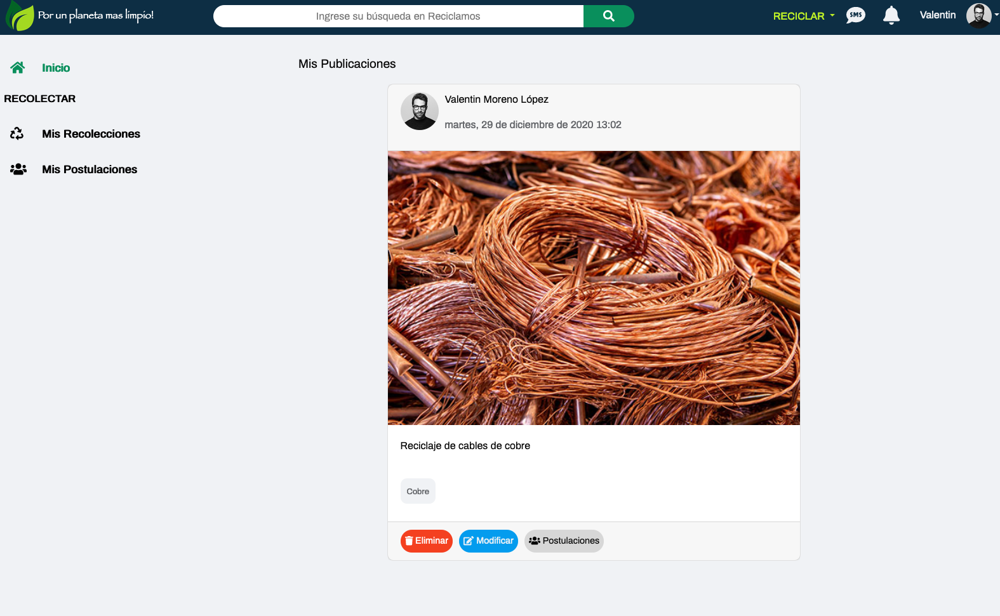 Por un planeta mas limpio!
Ingrese su búsqueda en Reciclamos
RECICLAR
SMS
Valentin
Inicio
RECOLECTAR
Mis Recolecciones
Mis Postulaciones
Mis Publicaciones
Valentin Moreno López
martes, 29 de diciembre de 2020 13:02
Reciclaje de cables de cobre
Cobre
Eliminar Modificar Postulaciones